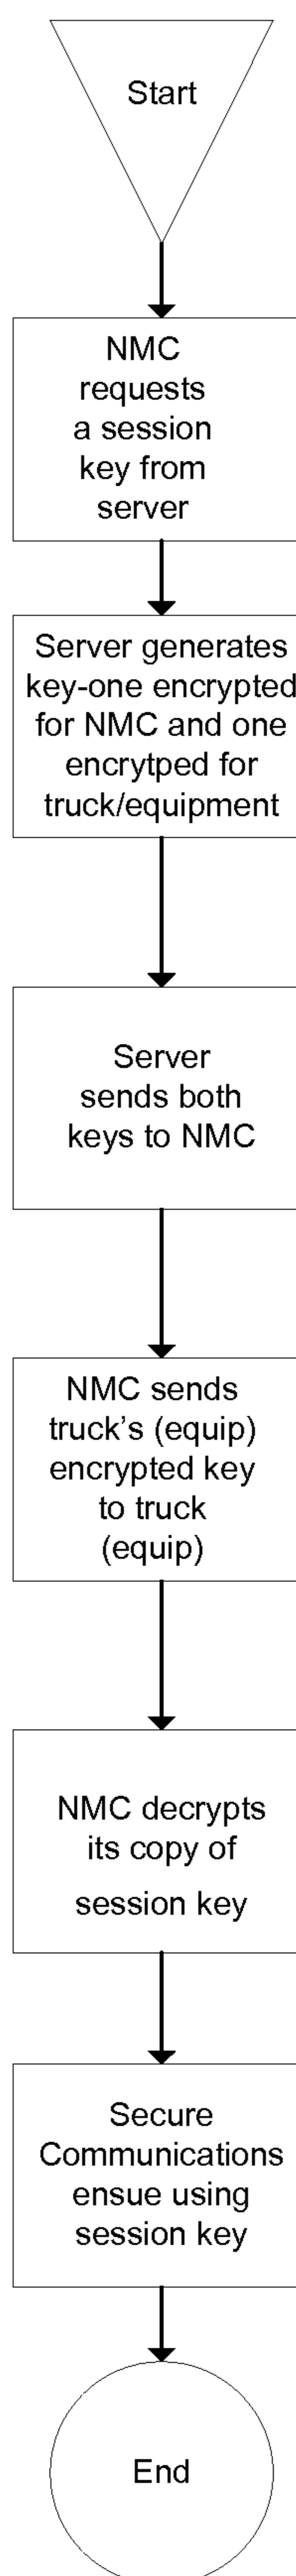 Start
NMC
requests
a session
key from
server
Server generates
key-one encrypted
for NMC and one
encrytped for
truck/equipment
Server
sends both
keys to NMC
NMC sends
truck's (equip)
encrypted key
to truck
(equip)
NMC decrypts
its copy of
session key
Secure
Communications
ensue using
session key
End